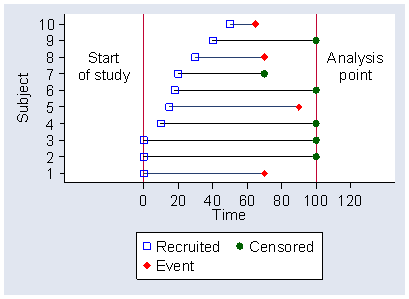 10
9
Start
of study
Analysis
point
8
7
6
5
4
3
2
1
Subject
0 20 40 60 80 100 120
Time
Recruited Censored
Event